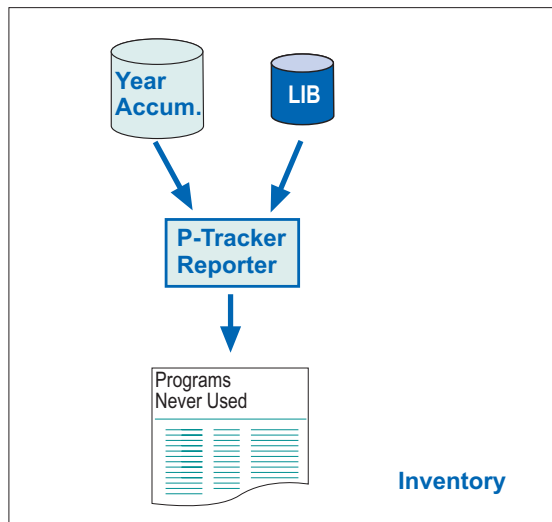 Year
Accum.
LIB
P-Tracker
Reporter
Programs
Never Used
Inventory